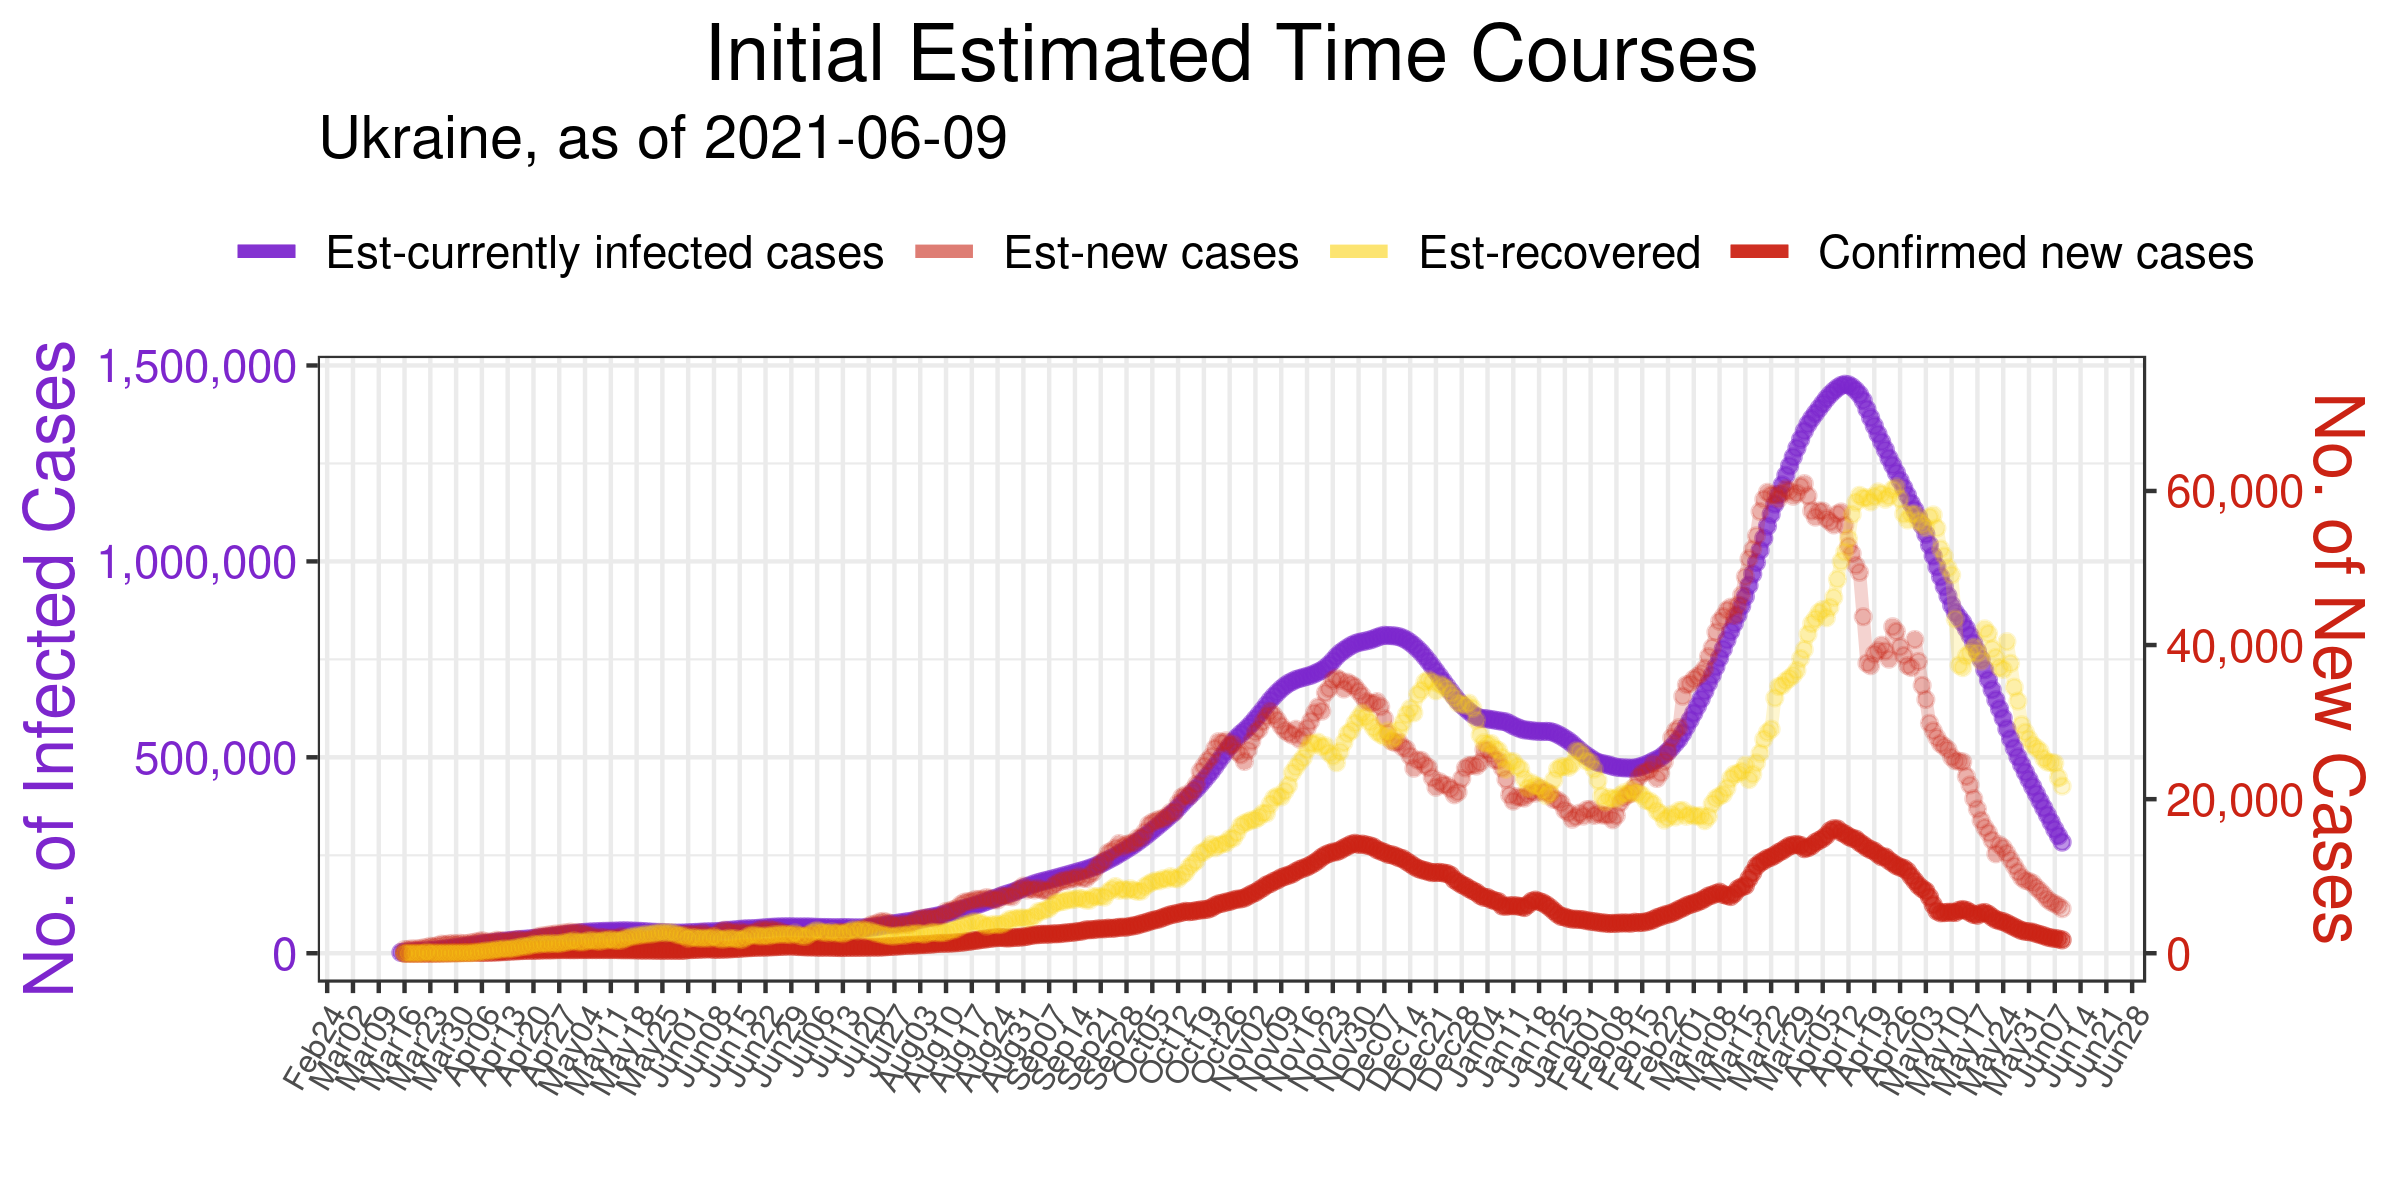 Initial Estimated Time Courses
Ukraine, as of 2021-06-09
Est-currently infected cases
Est-new cases
Est-recovered
Confirmed new cases
No. of Infected Cases
1,500,000
1,000,000
500,000
0
No. of New Cases
60,000
40,000
20,000
0
Feb24
Mar02
Mar09
Mar16
Mar23
Mar30
Apr06
Apr13
Apr20
Apr27
May04
May11
May18
May25
Jun01
Jun08
Jun15
Jun22
Jun29
Jul06
Jul13
Jul20
Jul27
Aug03
Aug10
Aug17
Aug24
Aug31
Sep07
Sep14
Sep21
Sep28
Oct05
Oct12
Oct19
Oct26
Nov02
Nov09
Nov16
Nov23
Nov30
Dec07
Dec14
Dec21
Dec28
Jan04
Jan11
Jan18
Jan25
Feb01
Feb08
Feb15
Feb22
Mar01
Mar08
Mar15
Mar22
Mar29
Apr05
Apr12
Apr19
Apr26
May03
May10
May17
May24
May31
Jun07
Jun14
Jun21
Jun28